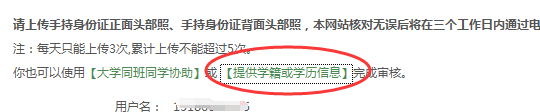 请上传手持身份证正面头部照、手持身份证背面头部照，本网站核对无误后将在三个工作日内通过电
注：每天只能上传3次,累计上传不能超过5次。
你也可以使用【大学同班同学协助】或【提供学籍或学历信息】完成审核。
用户名：